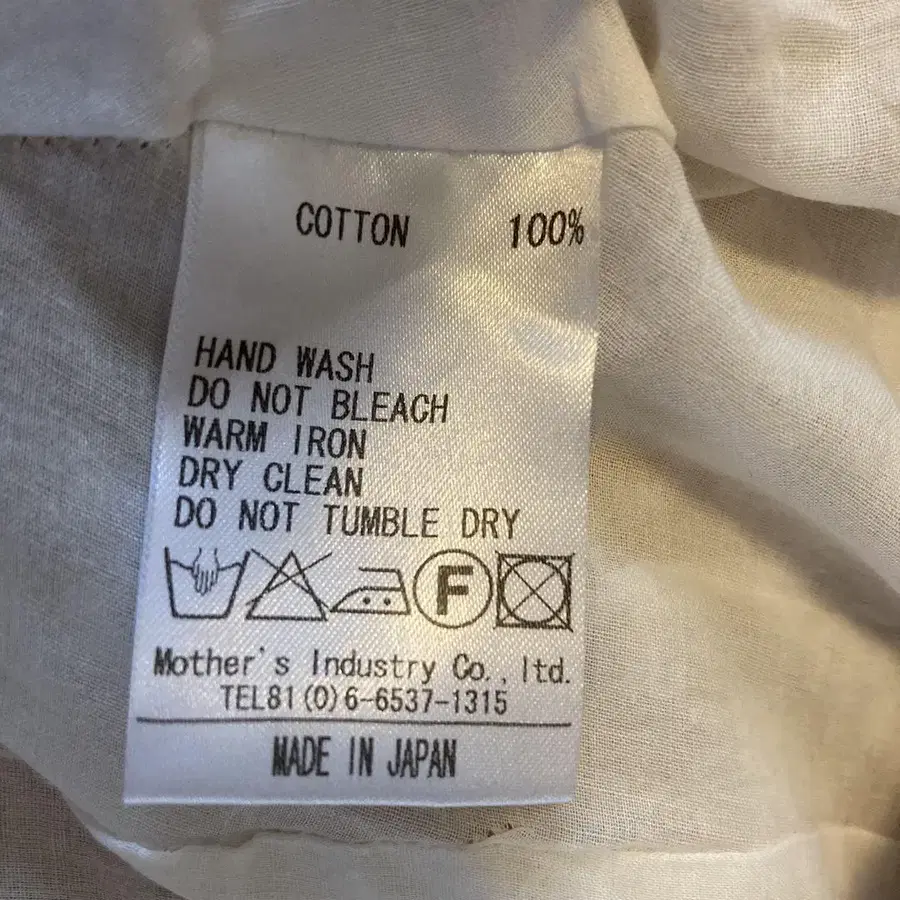 COTTON 100%
HAND WASH
DO NOT BLEACH
WARM IRON
DRY CLEAN
DO NOT TUMBLE DRY
F
Mother's Industry Co., ltd.
TEL81(0)6-6537-1315
MADE IN JAPAN